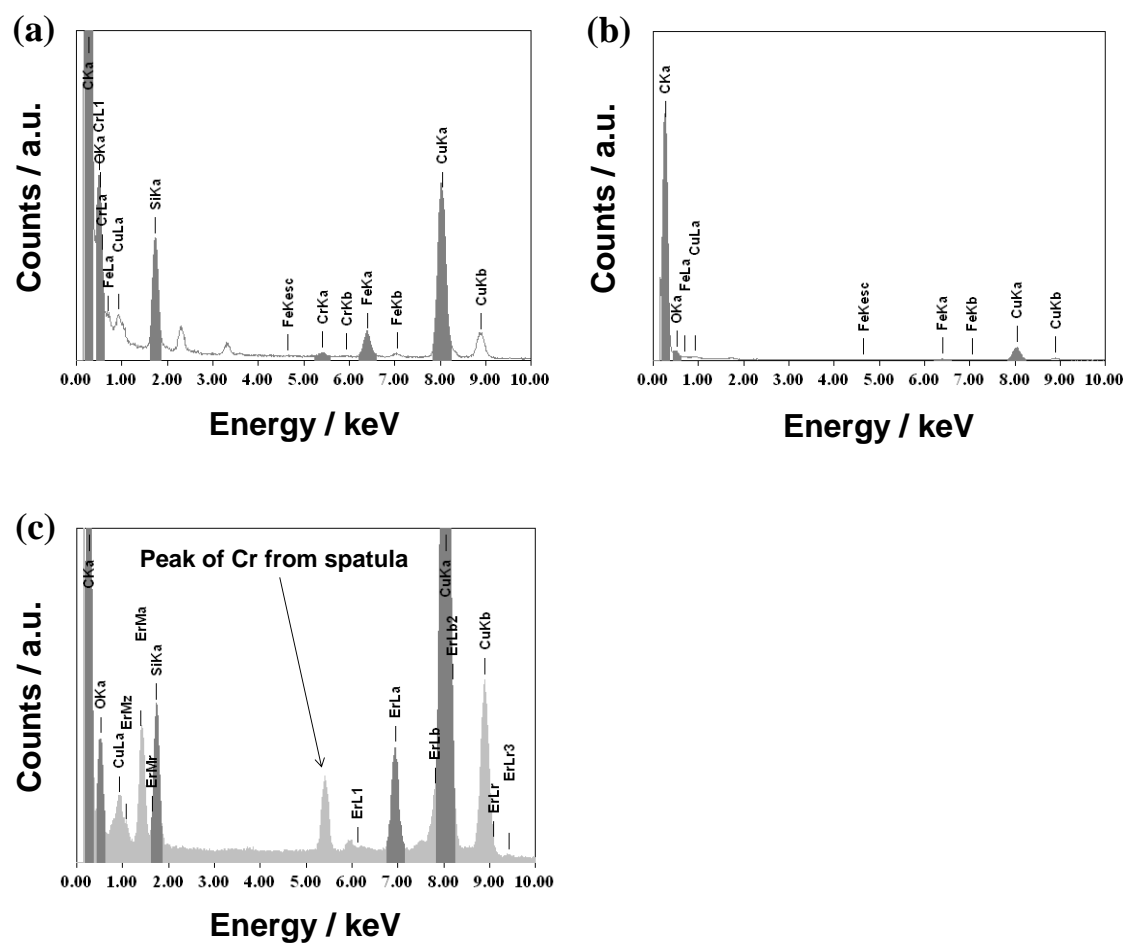 (a)
Counts / a.u.
CKa
OKa CrL1
CrLa
FeLa
CuLa
SiKa
FeKesc
CrKa
CrKb
FeKa
FeKb
CuKa
CuKb
0.00 1.00 2.00 3.00 4.00 5.00 6.00 7.00 8.00 9.00 10.00
Energy / keV
(b)
Counts / a.u.
CKa
OKa
FeLa
CuLa
FeKesc
FeKa
FeKb
CuKa
CuKb
0.00 1.00 2.00 3.00 4.00 5.00 6.00 7.00 8.00 9.00 10.00
Energy / keV
(c)
Counts / a.u.
Peak of Cr from spatula
CKa
OKa
CuLa
ErMz
ErMa
ErMr
SiKa
ErL1
ErLa
ErLb
CuKa
ErLb2
CuKb
ErLr
ErLr3
0.00 1.00 2.00 3.00 4.00 5.00 6.00 7.00 8.00 9.00 10.00
Energy / keV